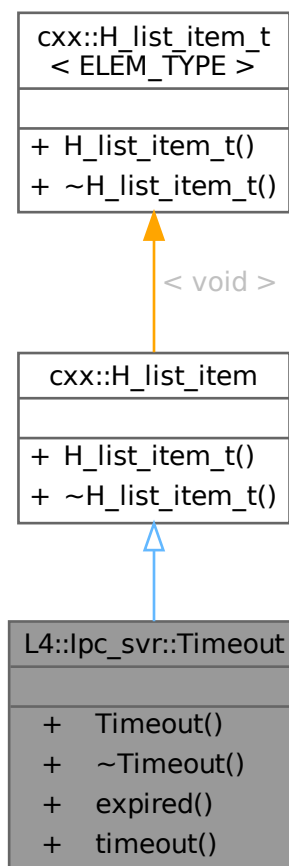 cxx::H_list_item_t
< ELEM_TYPE >
+ H_list_item_t()
+ ~H_list_item_t()
< void >
cxx::H_list_item
+ H_list_item_t()
+ ~H_list_item_t()
L4::Ipc_svr::Timeout
+ Timeout()
+ ~Timeout()
+ expired()
+ timeout()